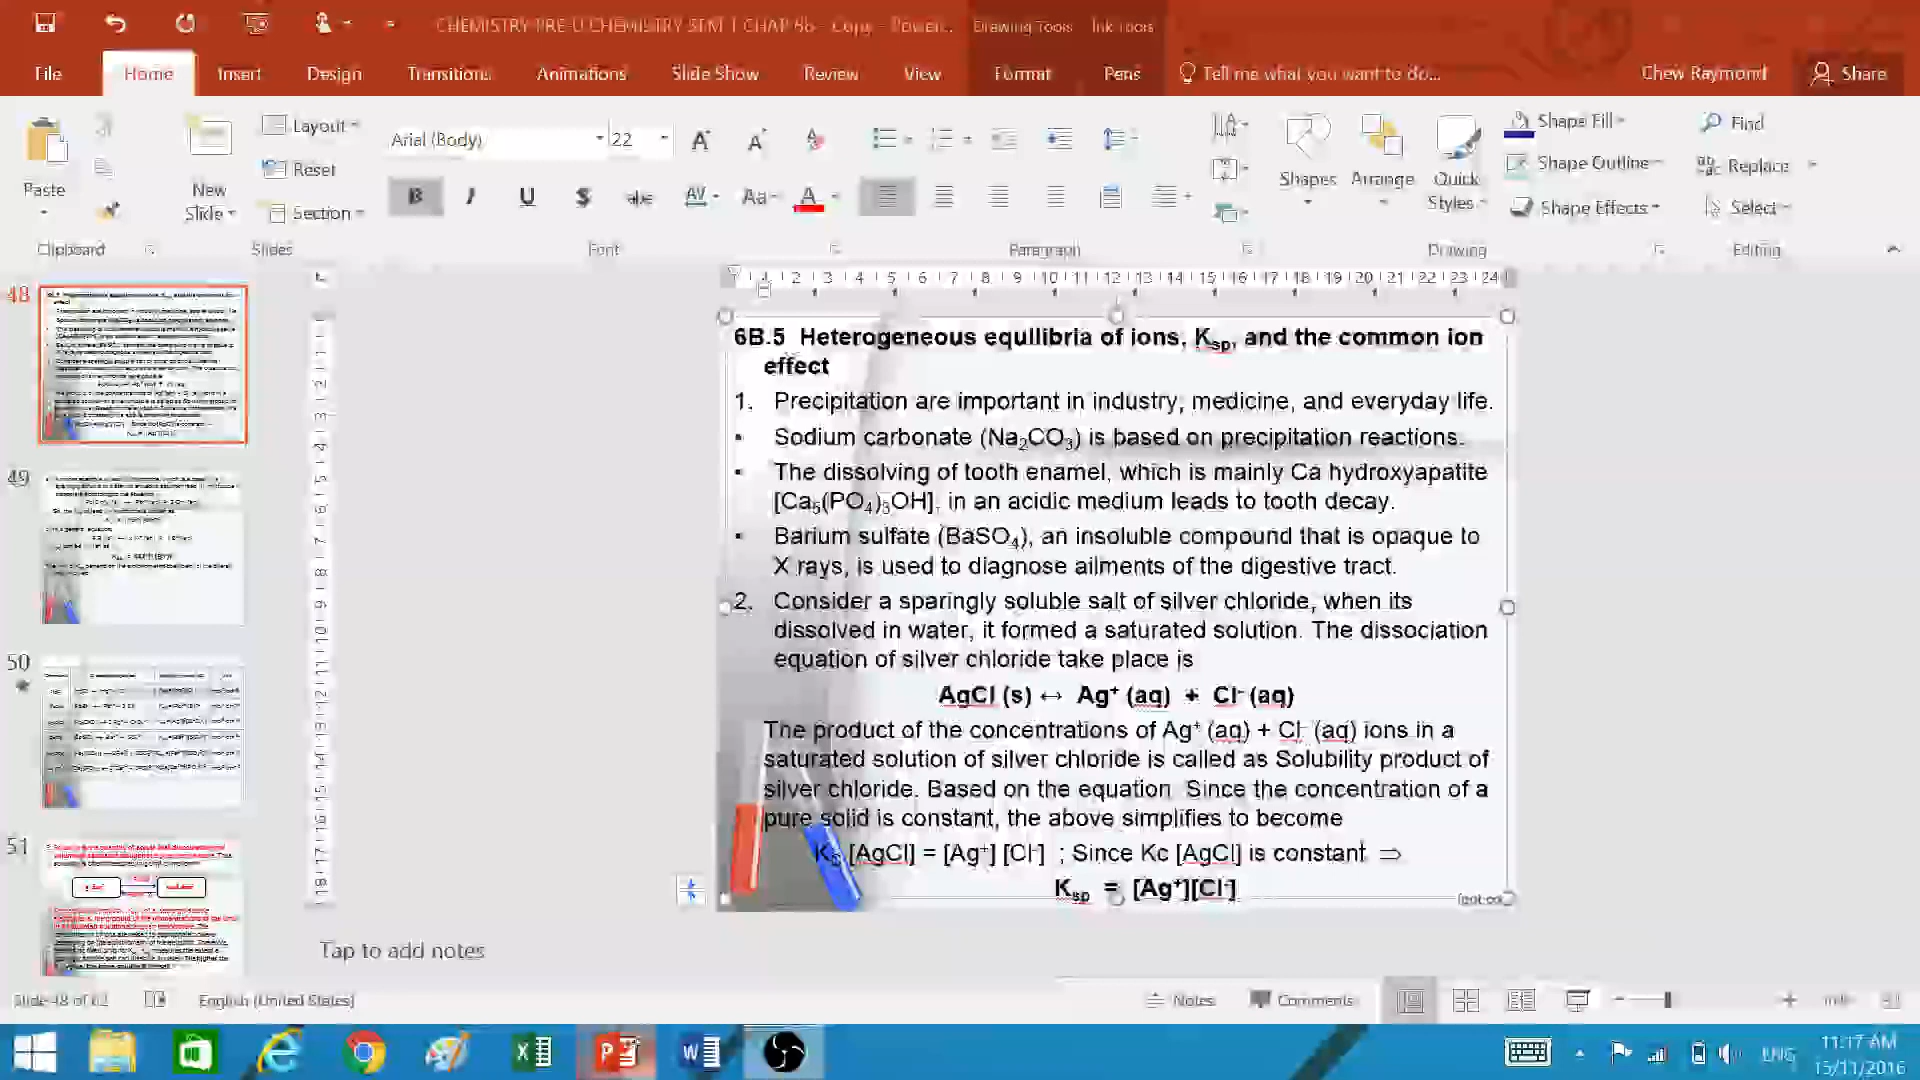 CHEMISTRY PRE U CHEMISTRY SEM 1 CHAP 6b - Copy - Power...
Drawing Tools
Ink Tools
File
Home
Insert
Design
Transitions
Animations
Slide Show
Review
View
Format
Pens
Tell me what you want to do...
Chew Raymond
Share
Paste
New
Slide
Layout
Reset
Section
Arial (Body)
22
Shapes
Arrange
Quick
Styles
Shape Fill
Shape Outline
Shape Effects
Find
Replace
Select
Clipboard
Slides
Font
Paragraph
Drawing
Editing
48
49
50
51
6B.5 Heterogeneous equilibria of ions, Ksp, and the common ion
effect
1. Precipitation are important in industry, medicine, and everyday life.
▪ Sodium carbonate (Na₂CO₃) is based on precipitation reactions.
▪ The dissolving of tooth enamel, which is mainly Ca hydroxyapatite
[Ca₅(PO₄)₃OH], in an acidic medium leads to tooth decay.
▪ Barium sulfate (BaSO₄), an insoluble compound that is opaque to
X rays, is used to diagnose ailments of the digestive tract.
2. Consider a sparingly soluble salt of silver chloride, when its
dissolved in water, it formed a saturated solution. The dissociation
equation of silver chloride take place is
AgCl (s) ↔ Ag⁺ (aq) + Cl⁻ (aq)
The product of the concentrations of Ag⁺ (aq) + Cl⁻ (aq) ions in a
saturated solution of silver chloride is called as Solubility product of
silver chloride. Based on the equation Since the concentration of a
pure solid is constant, the above simplifies to become
[AgCl] = [Ag⁺] [Cl⁻] ; Since Kc [AgCl] is constant ⇒
Ksp = [Ag⁺][Cl⁻]
Tap to add notes
Slide 48 of 62
English (United States)
Notes
Comments
ENG
11:17 AM
15/11/2016